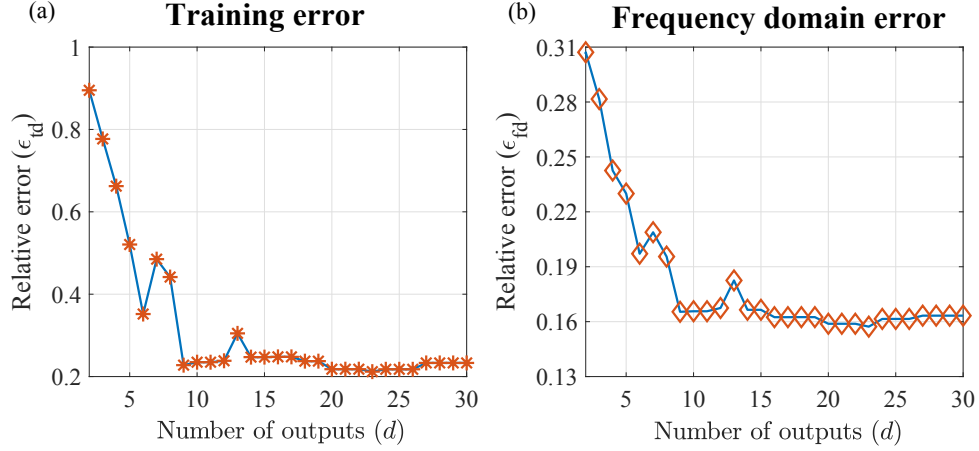 (a)
Training error
1
0.8
0.6
0.4
0.2
5 10 15 20 25 30
Relative error (ϵtd)
Number of outputs (d)
(b)
Frequency domain error
0.31
0.28
0.25
0.22
0.19
0.16
0.13
5 10 15 20 25 30
Relative error (ϵfd)
Number of outputs (d)